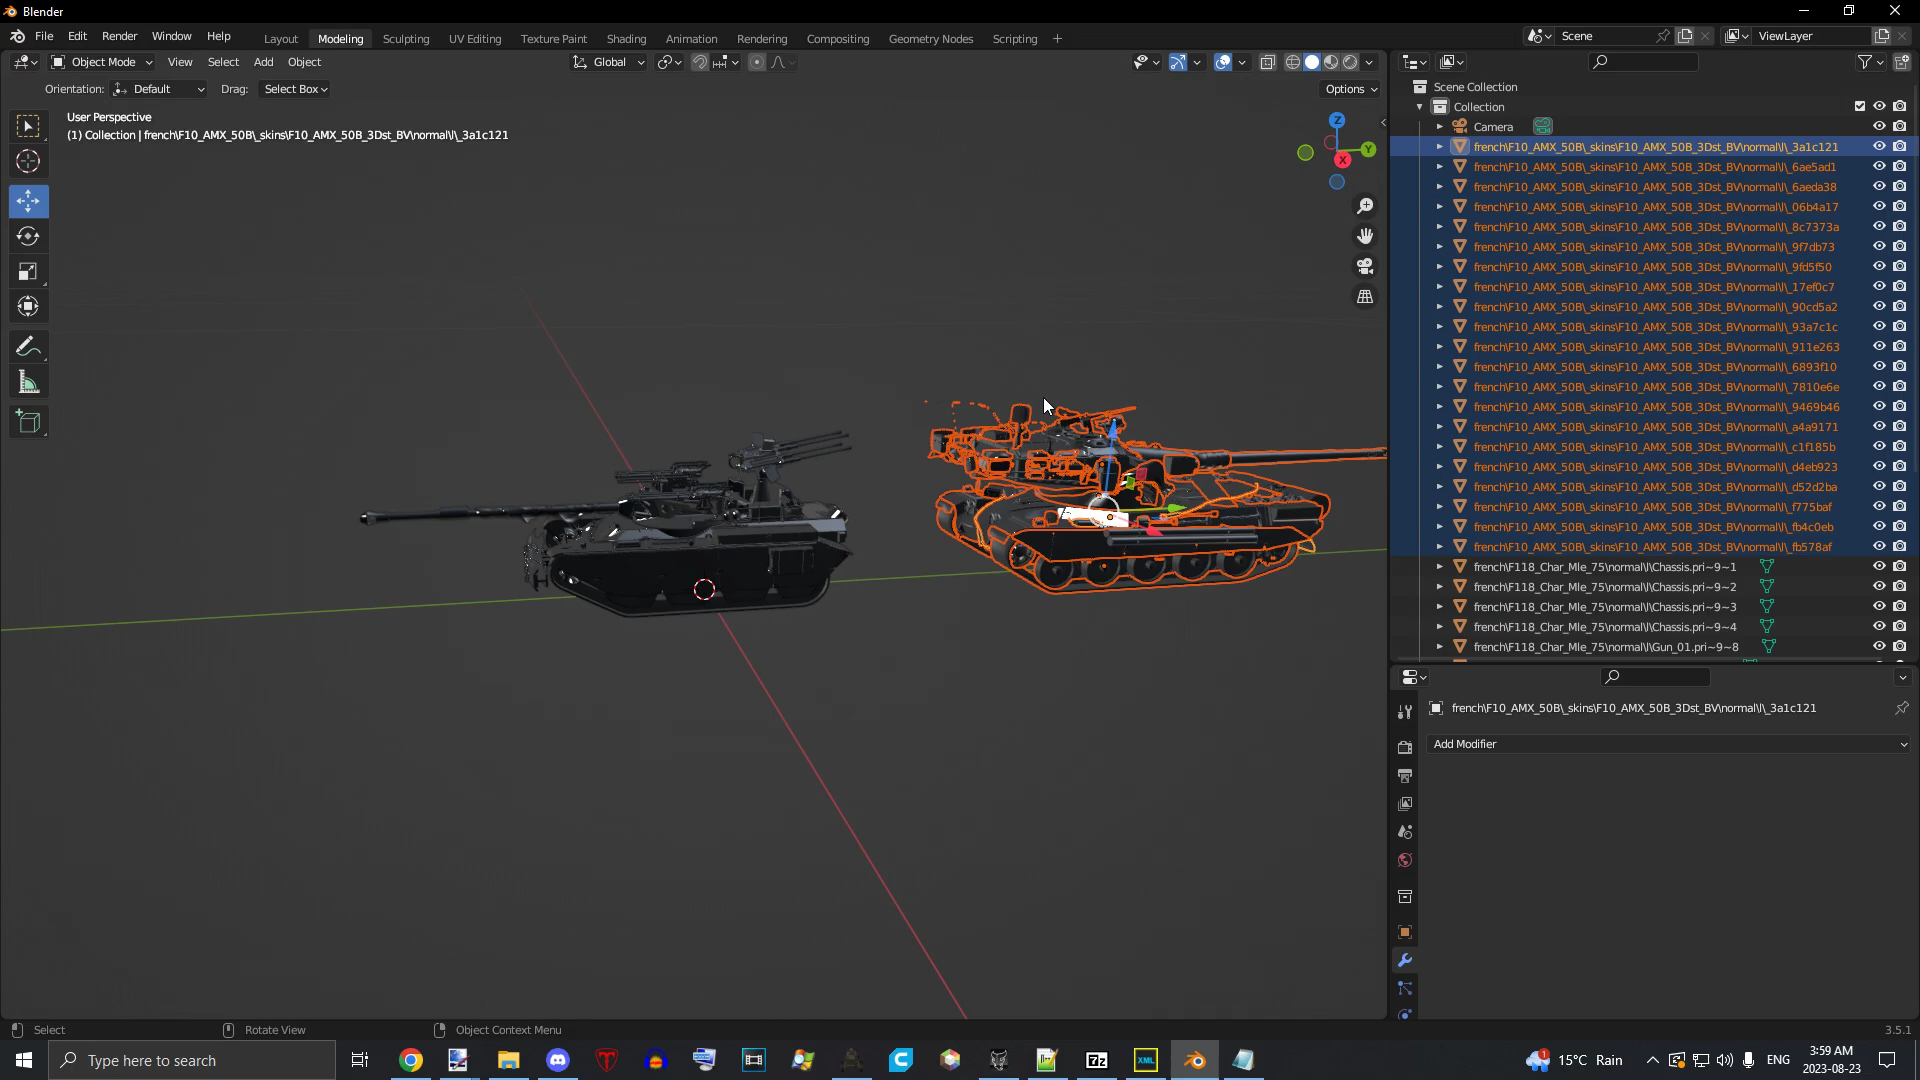 Blender
File Edit Render Window Help
Layout Modeling Sculpting UV Editing Texture Paint Shading Animation Rendering Compositing Geometry Nodes Scripting +
Scene
ViewLayer
Object Mode View Select Add Object
Global
Orientation: Default Drag: Select Box
Options
User Perspective
(1) Collection | french\F10_AMX_50B\_skins\F10_AMX_50B_3Dst_BV\normal\l\_3a1c121
Z
Y
X
Scene Collection
Collection
Camera
french\F10_AMX_50B\_skins\F10_AMX_50B_3Dst_BV\normal\l\_3a1c121
french\F10_AMX_50B\_skins\F10_AMX_50B_3Dst_BV\normal\l\_6ae5ad1
french\F10_AMX_50B\_skins\F10_AMX_50B_3Dst_BV\normal\l\_6aeda38
french\F10_AMX_50B\_skins\F10_AMX_50B_3Dst_BV\normal\l\_06b4a17
french\F10_AMX_50B\_skins\F10_AMX_50B_3Dst_BV\normal\l\_8c7373a
french\F10_AMX_50B\_skins\F10_AMX_50B_3Dst_BV\normal\l\_9f7db73
french\F10_AMX_50B\_skins\F10_AMX_50B_3Dst_BV\normal\l\_9fd5f50
french\F10_AMX_50B\_skins\F10_AMX_50B_3Dst_BV\normal\l\_17ef0c7
french\F10_AMX_50B\_skins\F10_AMX_50B_3Dst_BV\normal\l\_90cd5a2
french\F10_AMX_50B\_skins\F10_AMX_50B_3Dst_BV\normal\l\_93a7c1c
french\F10_AMX_50B\_skins\F10_AMX_50B_3Dst_BV\normal\l\_911e263
french\F10_AMX_50B\_skins\F10_AMX_50B_3Dst_BV\normal\l\_6893f10
french\F10_AMX_50B\_skins\F10_AMX_50B_3Dst_BV\normal\l\_7810e6e
french\F10_AMX_50B\_skins\F10_AMX_50B_3Dst_BV\normal\l\_9469b46
french\F10_AMX_50B\_skins\F10_AMX_50B_3Dst_BV\normal\l\_a4a9171
french\F10_AMX_50B\_skins\F10_AMX_50B_3Dst_BV\normal\l\_c1f185b
french\F10_AMX_50B\_skins\F10_AMX_50B_3Dst_BV\normal\l\_d4eb923
french\F10_AMX_50B\_skins\F10_AMX_50B_3Dst_BV\normal\l\_d52d2ba
french\F10_AMX_50B\_skins\F10_AMX_50B_3Dst_BV\normal\l\_f775baf
french\F10_AMX_50B\_skins\F10_AMX_50B_3Dst_BV\normal\l\_fb4c0eb
french\F10_AMX_50B\_skins\F10_AMX_50B_3Dst_BV\normal\l\_fb578af
french\F118_Char_Mle_75\normal\l\Chassis.pri~9~1
french\F118_Char_Mle_75\normal\l\Chassis.pri~9~2
french\F118_Char_Mle_75\normal\l\Chassis.pri~9~3
french\F118_Char_Mle_75\normal\l\Chassis.pri~9~4
french\F118_Char_Mle_75\normal\l\Gun_01.pri~9~8
french\F10_AMX_50B\_skins\F10_AMX_50B_3Dst_BV\normal\l\_3a1c121
Add Modifier
Select Rotate View Object Context Menu
3.5.1
Type here to search
7z
XML
1
15°C Rain
ENG
3:59 AM
2023-08-23